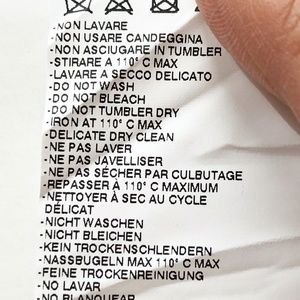 -NON LAVARE
-NON USARE CANDEGGINA
-NON ASCIUGARE IN TUMBLER
-STIRARE A 110° C MAX
-LAVARE A SECCO DELICATO
-DO NOT WASH
-DO NOT BLEACH
-DO NOT TUMBLER DRY
-IRON AT 110° C MAX
-DELICATE DRY CLEAN
-NE PAS LAVER
-NE PAS JAVELLISER
-NE PAS SÉCHER PAR CULBUTAGE
-REPASSER A 110° C MAXIMUM
-NETTOYER À SEC AU CYCLE
DÉLICAT
-NICHT WASCHEN
-NICHT BLEICHEN
-KEIN TROCKENSCHLENDERN
-NASSBUGELN MAX 110° C MAX
-FEINE TROCKENREINIGUNG
-NO LAVAR
-NO BLANQUEAR